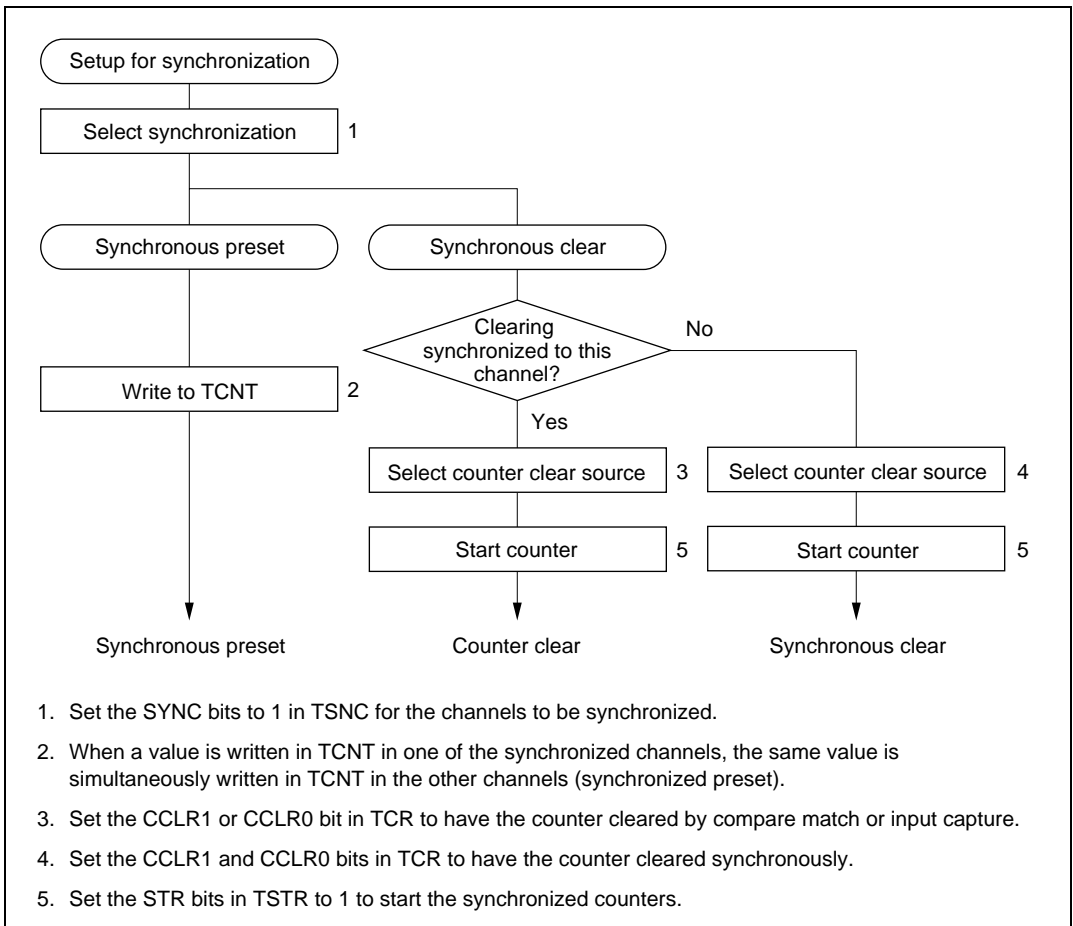 Setup for synchronization
Select synchronization 1
Synchronous preset
Synchronous clear
Clearing
synchronized to this
channel?
No
Yes
Write to TCNT 2
Select counter clear source 3
Select counter clear source 4
Start counter 5
Start counter 5
Synchronous preset
Counter clear
Synchronous clear
1. Set the SYNC bits to 1 in TSNC for the channels to be synchronized.
2. When a value is written in TCNT in one of the synchronized channels, the same value is
simultaneously written in TCNT in the other channels (synchronized preset).
3. Set the CCLR1 or CCLR0 bit in TCR to have the counter cleared by compare match or input capture.
4. Set the CCLR1 and CCLR0 bits in TCR to have the counter cleared synchronously.
5. Set the STR bits in TSTR to 1 to start the synchronized counters.